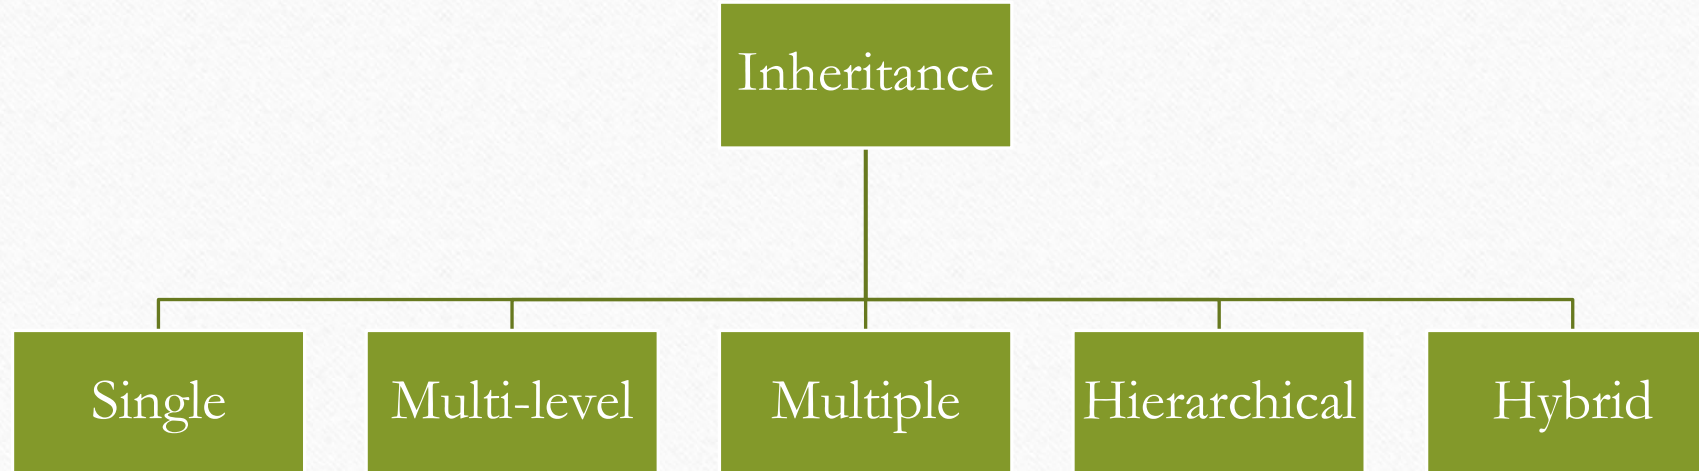 Inheritance
Single
Multi-level
Multiple
Hierarchical
Hybrid